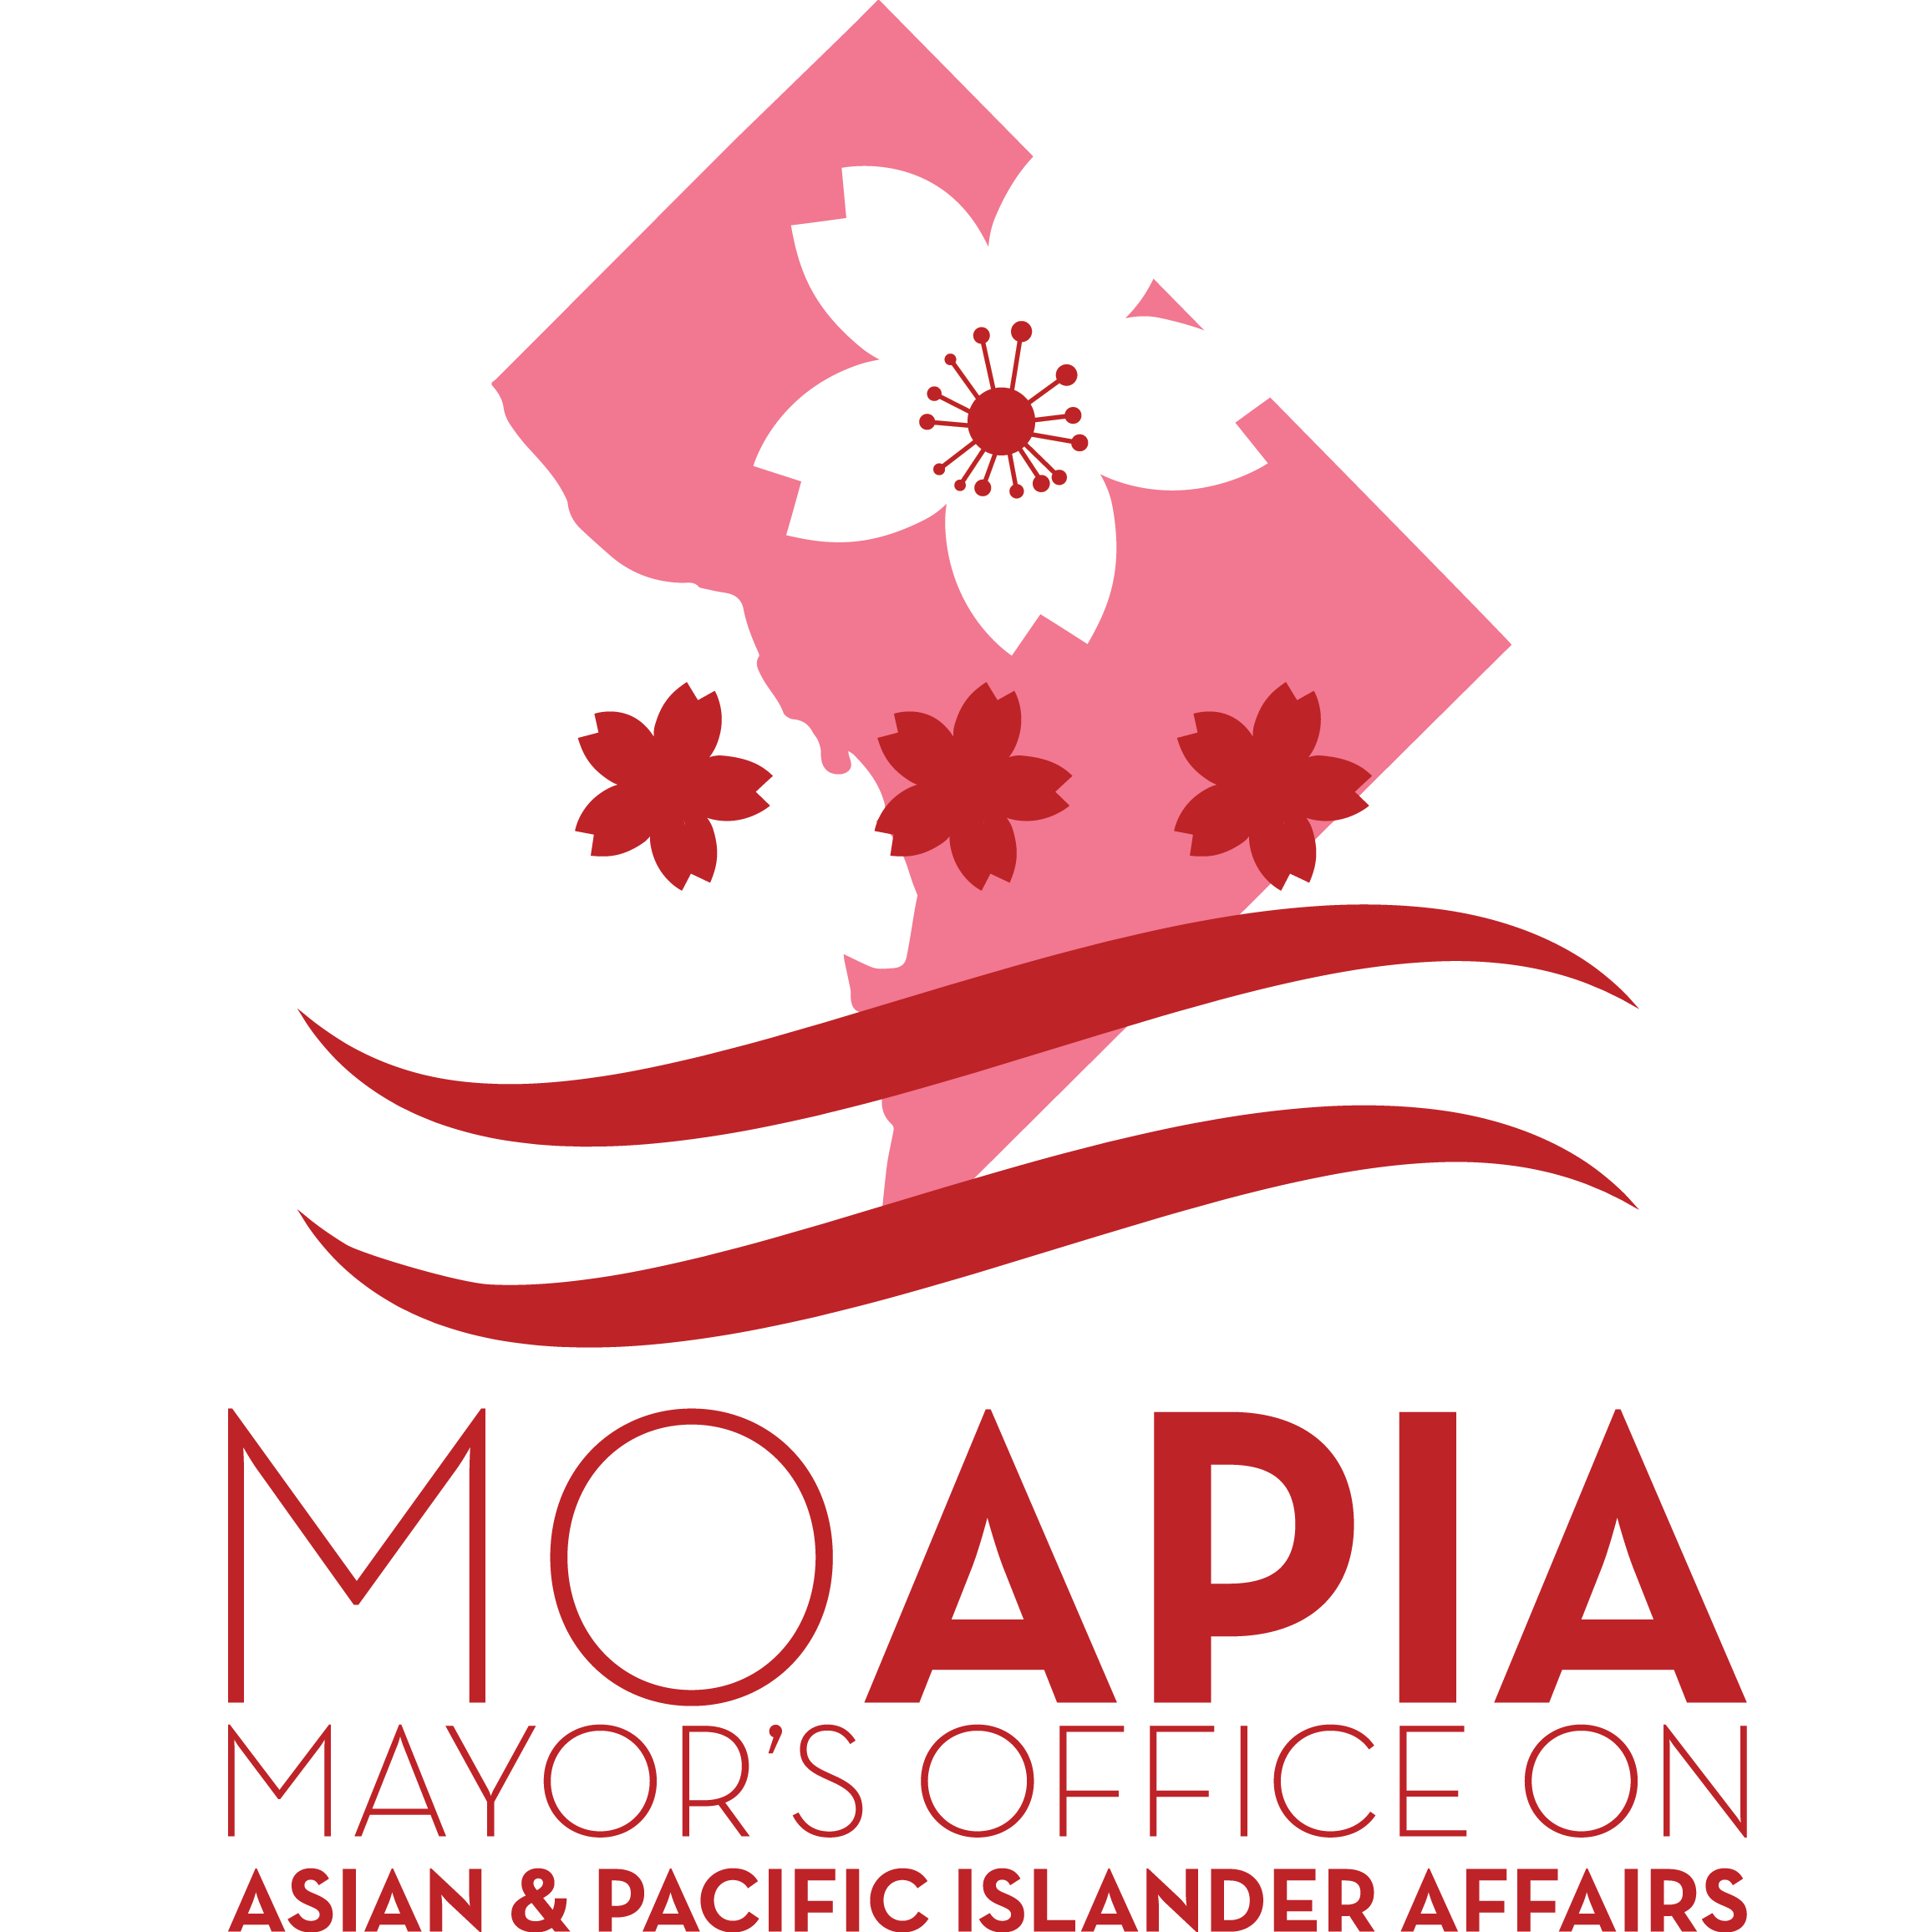 MOAPIA
MAYOR'S OFFICE ON
ASIAN & PACIFIC ISLANDER AFFAIRS